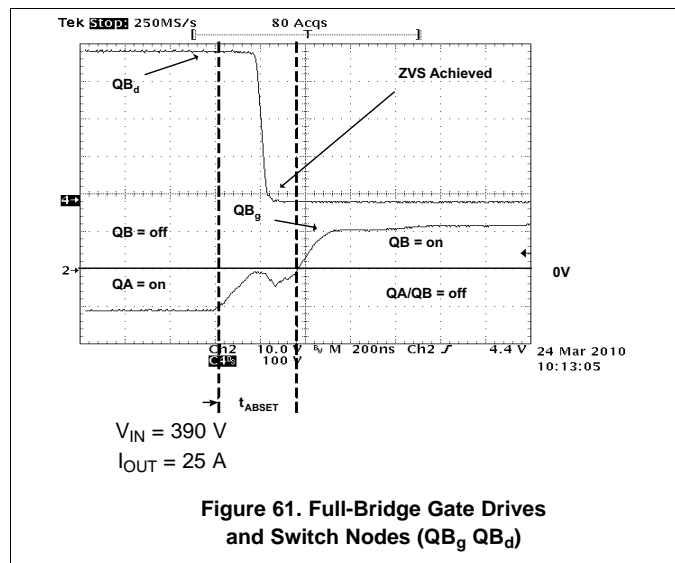 Tek Stop: 250MS/s 80 Acqs
ZVS Achieved
QBd
4→
QBg
QB = off
QB = on
2→
0V
QA = on
QA/QB = off
Ch2 10.0 V M 200ns Ch2 4.4 V
100 V
24 Mar 2010
10:13:05
tABSET
VIN = 390 V
IOUT = 25 A
Figure 61. Full-Bridge Gate Drives
and Switch Nodes (QBg QBd)